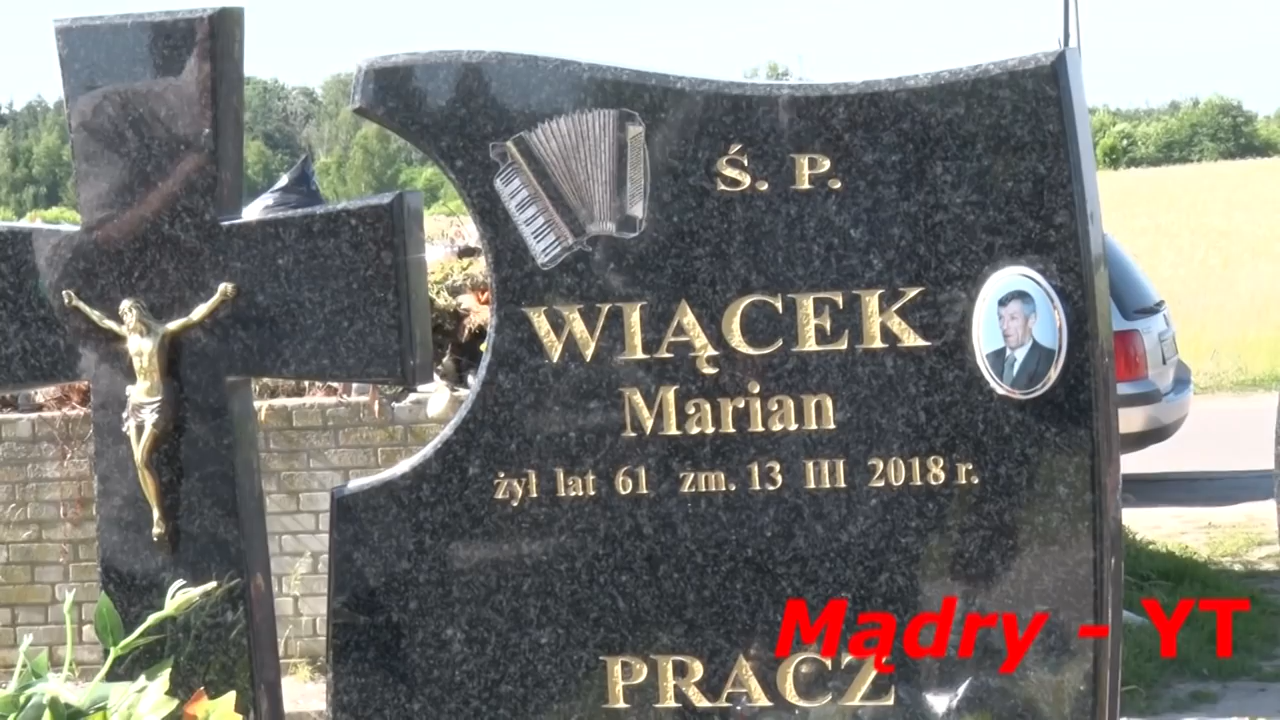 Ś. P.
WIĄCEK
Marian
żył lat 61 zm. 13 III 2018 r.
Mądry - YT
PRACZ